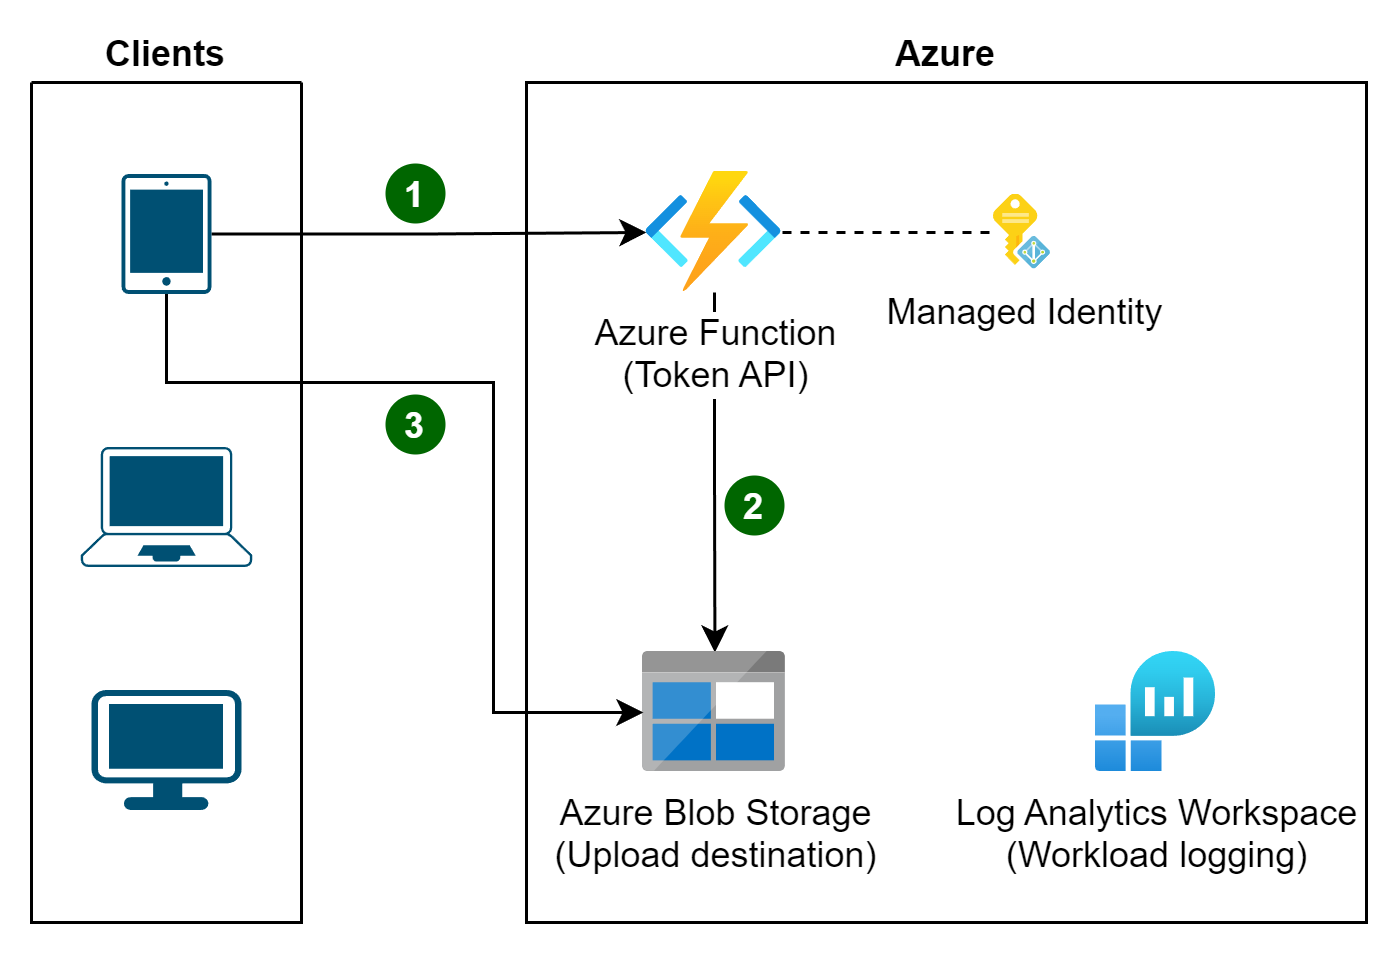 Clients
Azure
1
Managed Identity
Azure Function
(Token API)
3
2
Azure Blob Storage
(Upload destination)
Log Analytics Workspace
(Workload logging)